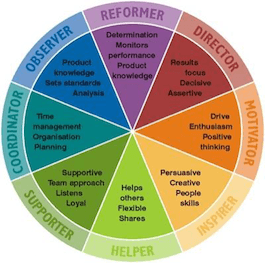 REFORMER
Determination
Monitors
performance
Product
knowledge
DIRECTOR
Results
focus
Decisive
Assertive
MOTIVATOR
Drive
Enthusiasm
Positive
thinking
INSPIRER
Persuasive
Creative
People
skills
HELPER
Helps
others
Flexible
Shares
SUPPORTER
Supportive
Team approach
Listens
Loyal
COORDINATOR
Time
management
Organisation
Planning
OBSERVER
Product
knowledge
Sets standards
Analysis